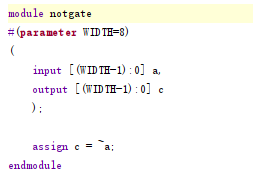 module notgate
#(parameter WIDTH=8)
(
input [(WIDTH-1):0] a,
output [(WIDTH-1):0] c
);
assign c = ~a;
endmodule